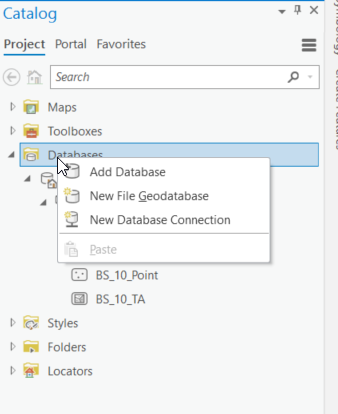 Catalog
Project Portal Favorites
Search
Maps
Toolboxes
Databases
Add Database
New File Geodatabase
New Database Connection
Paste
BS_10_Point
BS_10_TA
Styles
Folders
Locators